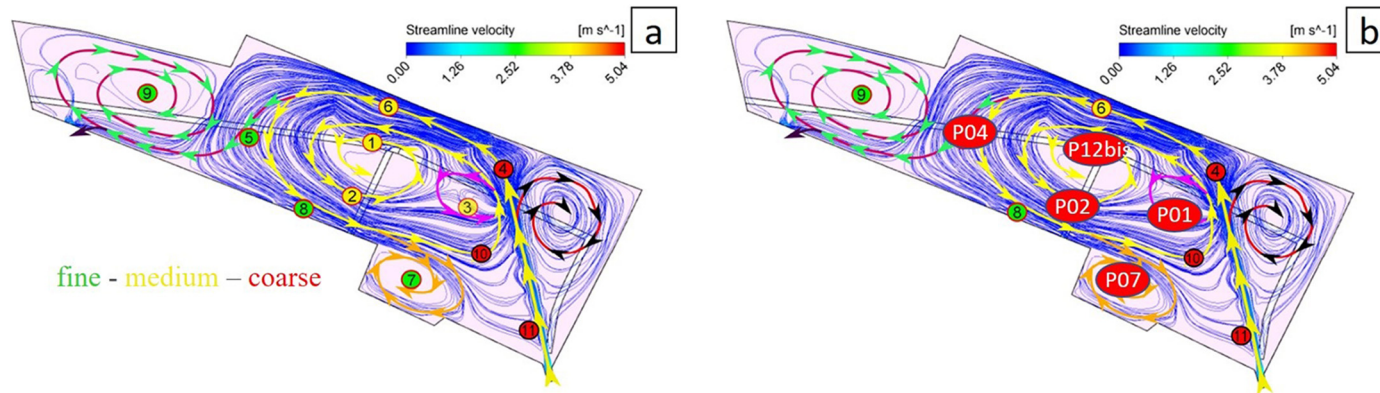 Streamline velocity [m s^-1]
0.00 1.26 2.52 3.78 5.04
a
9
6
5
1
4
2
3
8
10
7
11
fine - medium – coarse
Streamline velocity [m s^-1]
0.00 1.26 2.52 3.78 5.04
b
9
6
P04
P12bis
4
P02
P01
8
10
P07
11